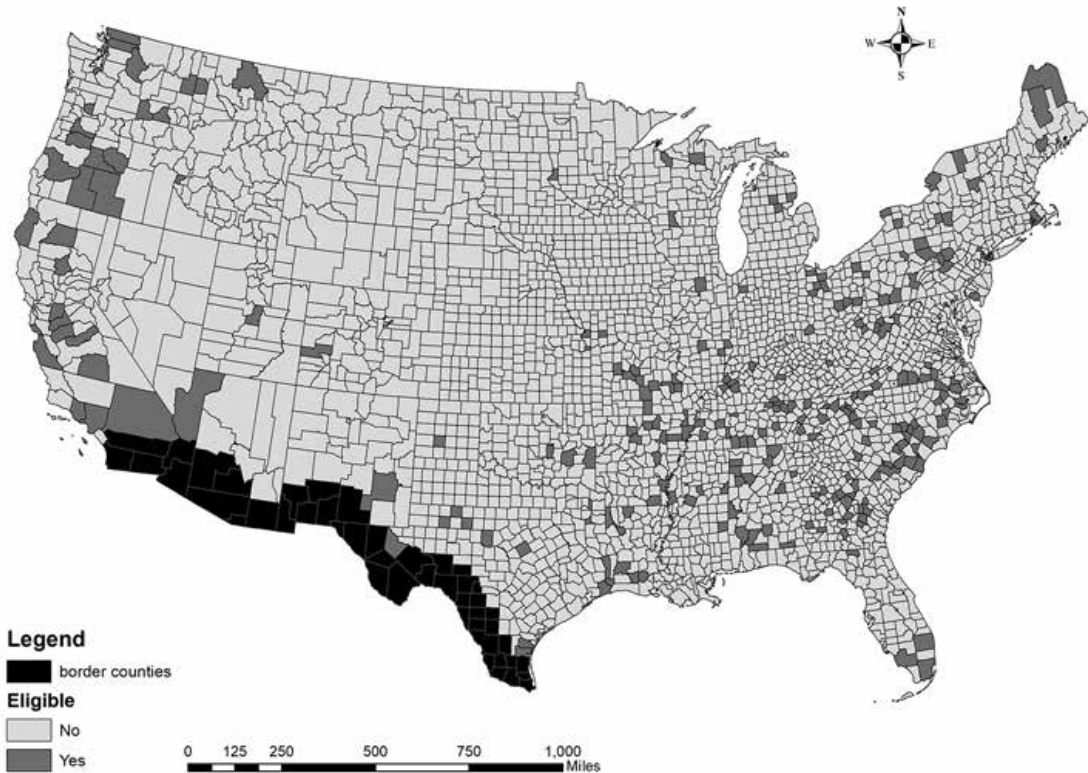 N
W E
S
Legend
border counties
Eligible
No
Yes
0 125 250 500 750 1,000
Miles